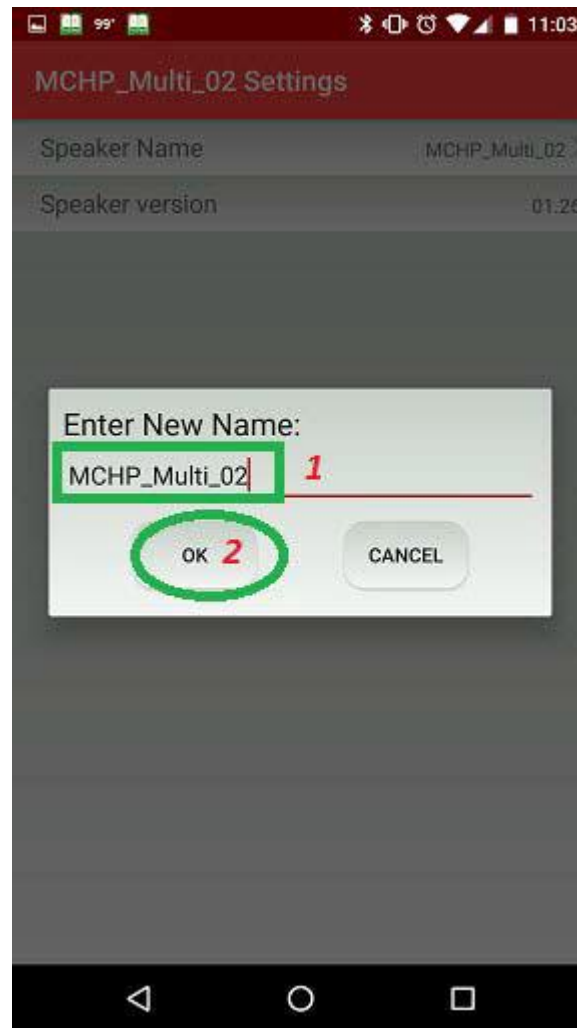 99° 11:03
MCHP_Multi_02 Settings
Speaker Name MCHP_Multi_02
Speaker version 01.26
Enter New Name:
MCHP_Multi_02 1
OK 2 CANCEL